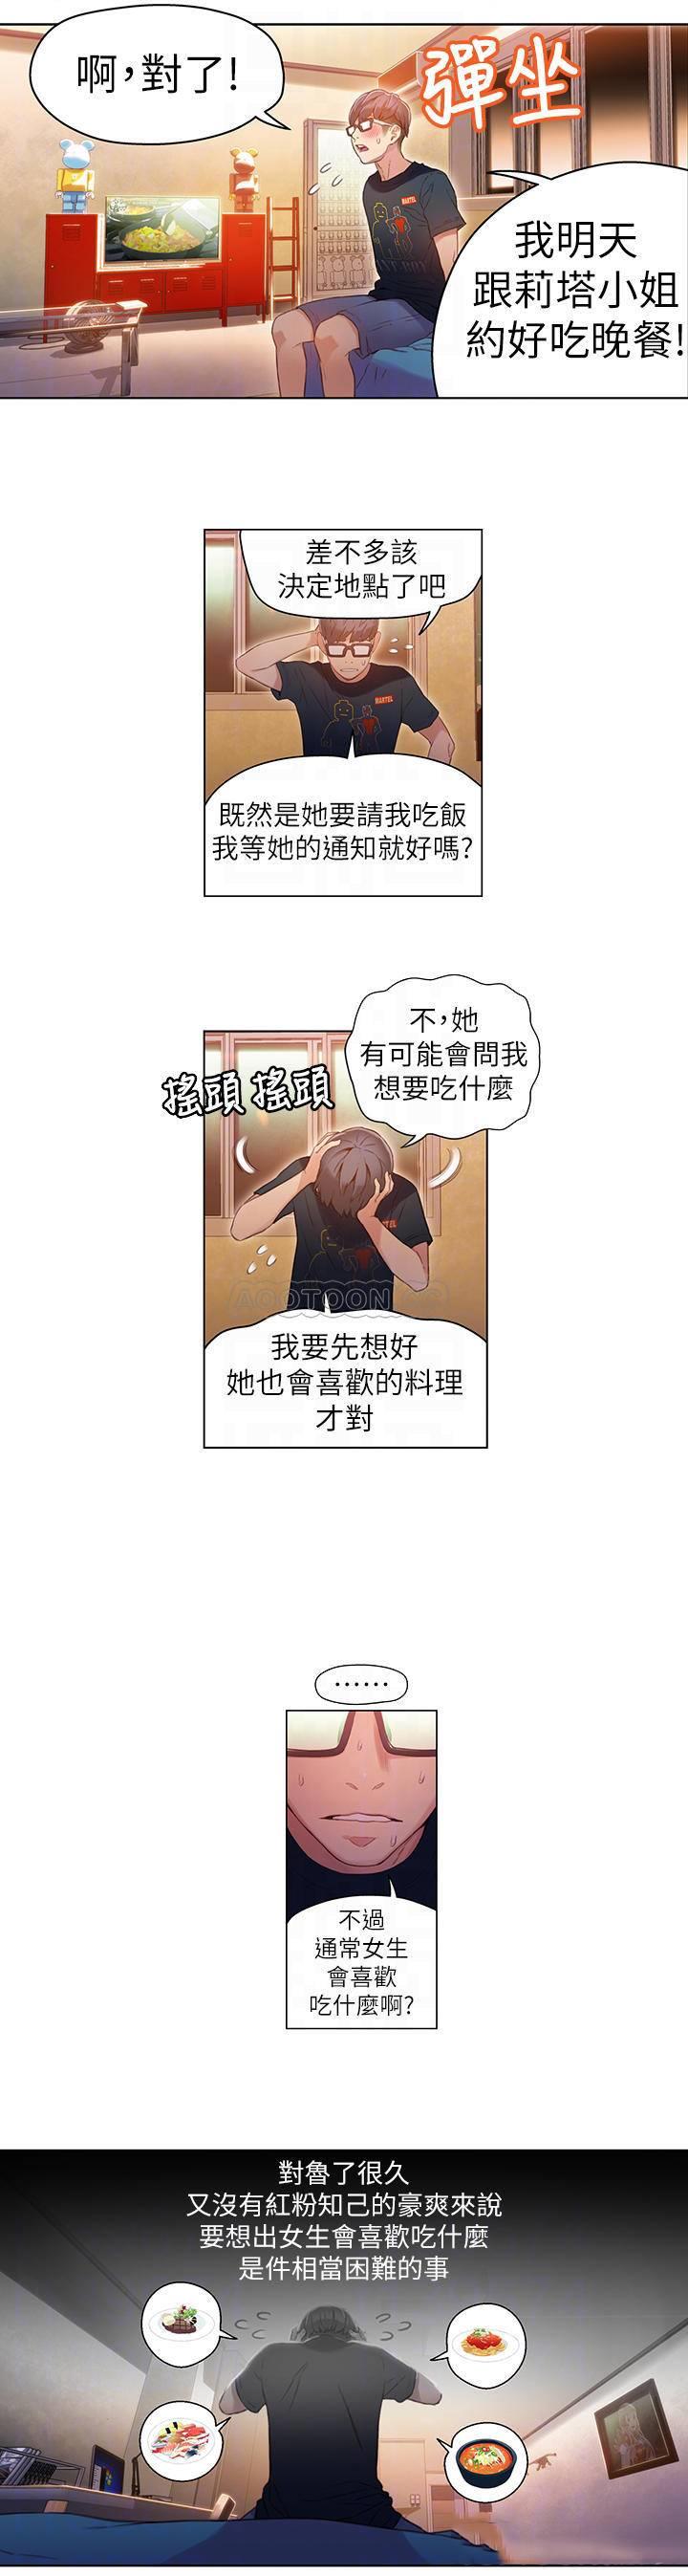 啊，對了!
彈坐
我明天
跟莉塔小姐
約好吃晚餐!
差不多該
決定地點了吧
MARTEL
既然是她要請我吃飯
我等她的通知就好嗎?
不，她
有可能會問我
想要吃什麼
搖頭 搖頭
我要先想好
她也會喜歡的料理
才對
……
不過
通常女生
會喜歡
吃什麼啊?
對魯了很久
又沒有紅粉知己的豪爽來說
要想出女生會喜歡吃什麼
是件相當困難的事